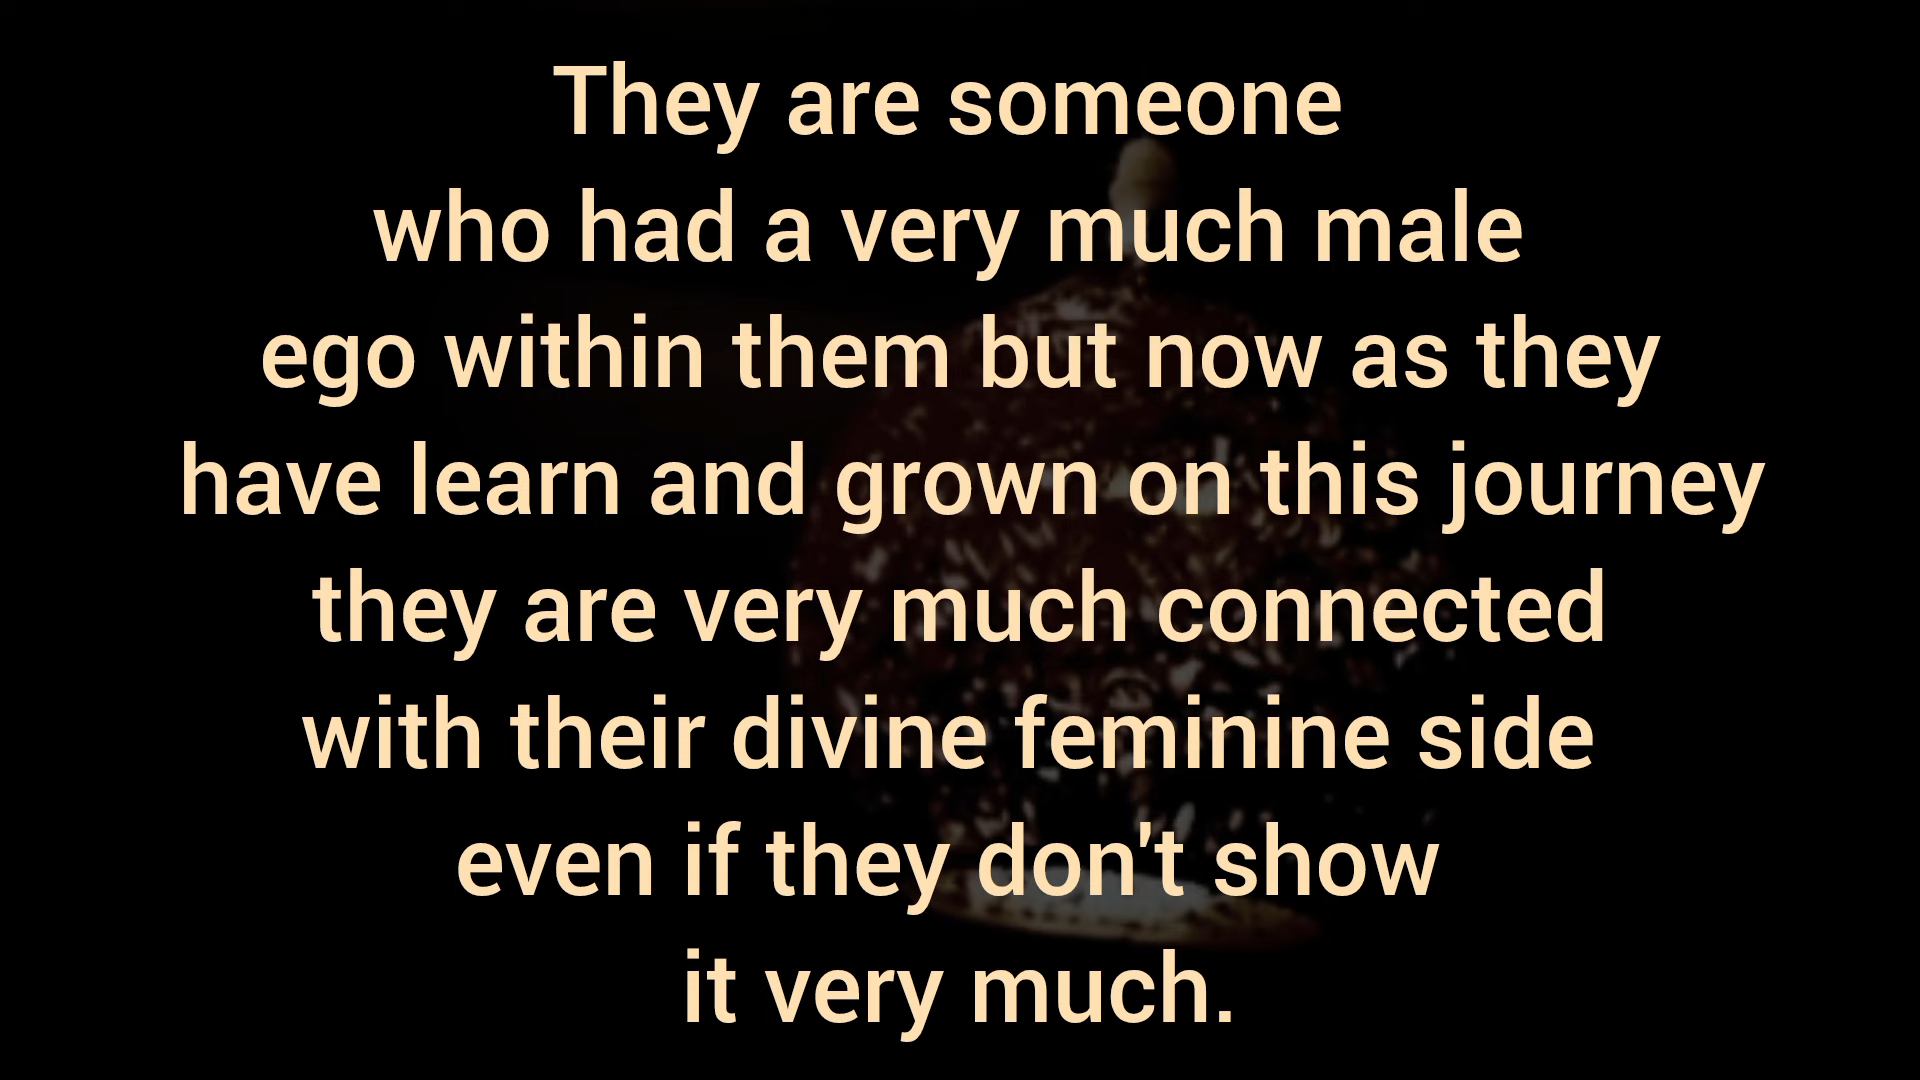 They are someone
who had a very much male
ego within them but now as they
have learn and grown on this journey
they are very much connected
with their divine feminine side
even if they don't show
it very much.